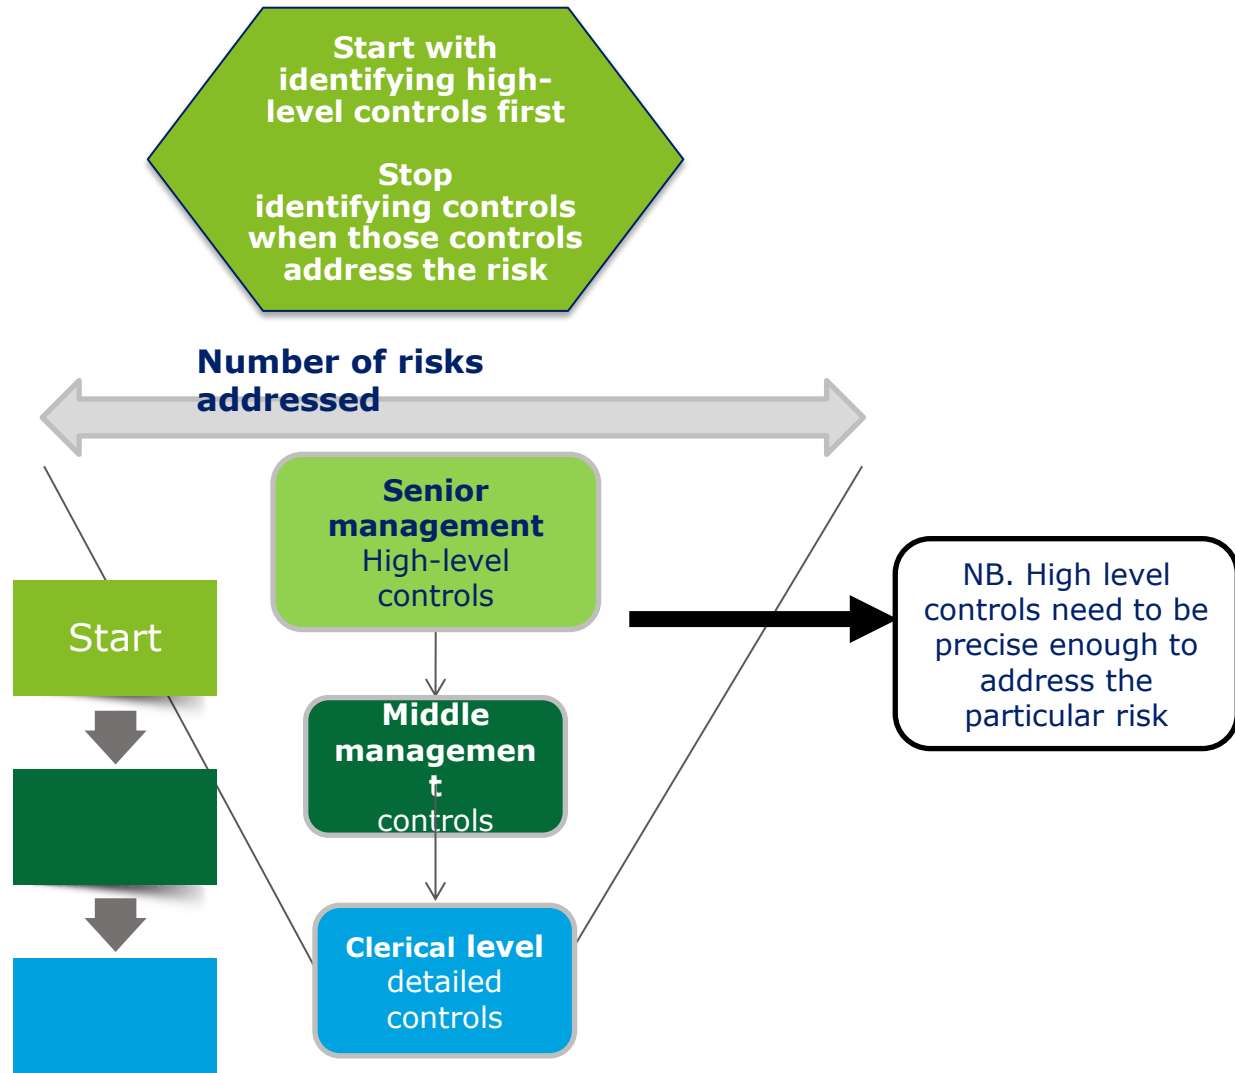 Start with
identifying high-
level controls first
Stop
identifying controls
when those controls
address the risk
Number of risks
addressed
Senior
management
High-level
controls
Start
NB. High level
controls need to be
precise enough to
address the
particular risk
Middle
managemen
t
controls
Clerical level
detailed
controls